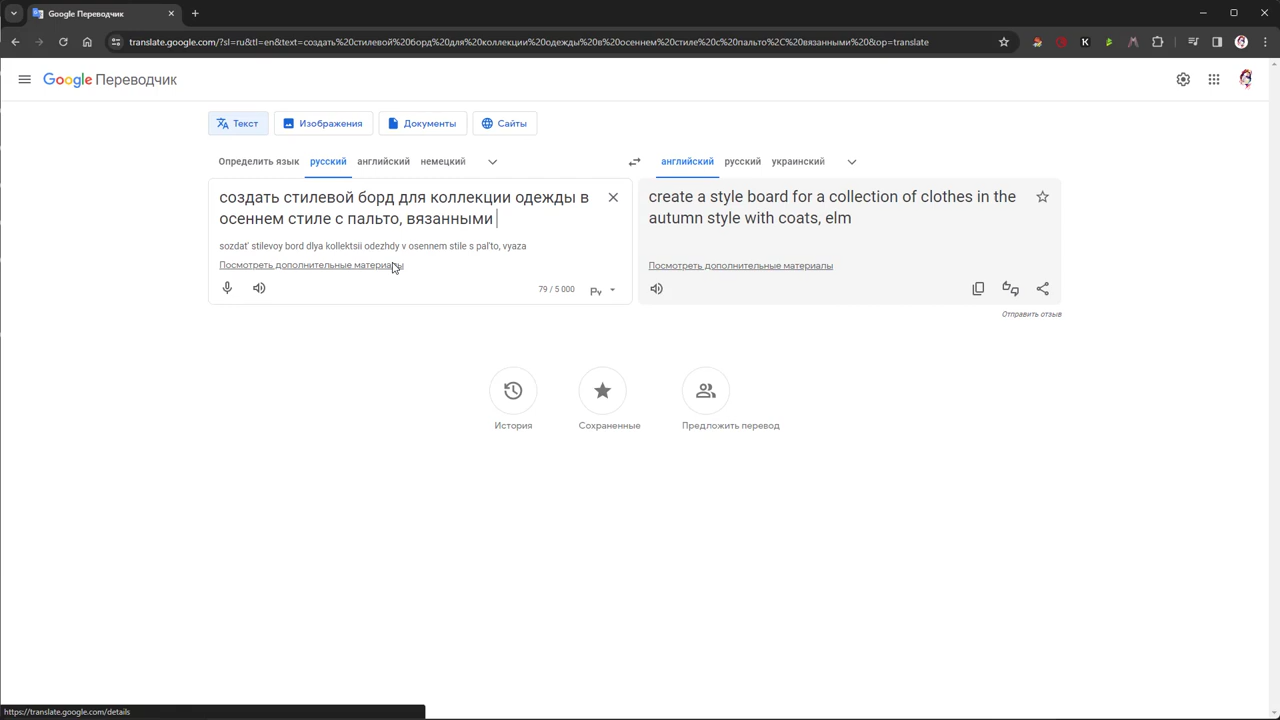 Google Переводчик
translate.google.com/?sl=ru&tl=en&text=создать%20стилевой%20борд%20для%20коллекции%20одежды%20в%20осеннем%20стиле%20с%20пальто%2C%20вязанными%20&op=translate
Google Переводчик
Текст
Изображения
Документы
Сайты
Определить язык
русский
английский
немецкий
английский
русский
украинский
создать стилевой борд для коллекции одежды в
осеннем стиле с пальто, вязанными
sozdat' stilevoy bord dlya kollektsii odezhdy v osennem stile s pal'to, vyaza
Посмотреть дополнительные материалы
79 / 5 000
create a style board for a collection of clothes in the
autumn style with coats, elm
Посмотреть дополнительные материалы
Отправить отзыв
История
Сохраненные
Предложить перевод
https://translate.google.com/details